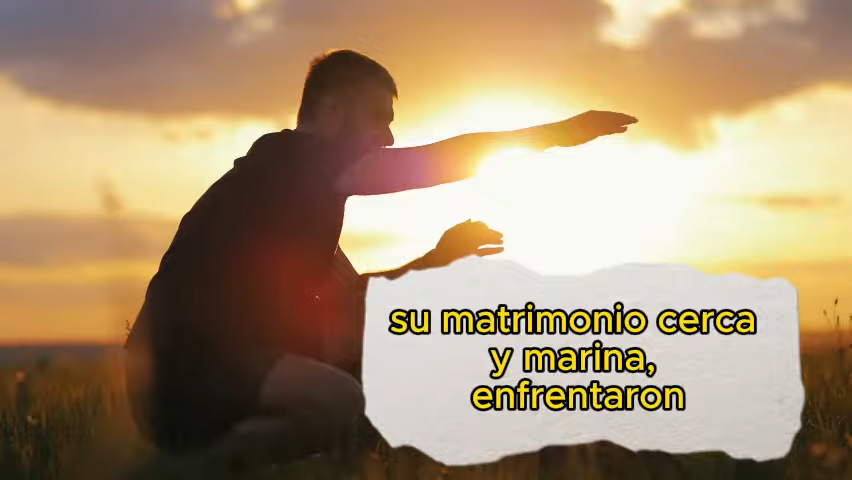 su matrimonio cerca
y marina,
enfrentaron